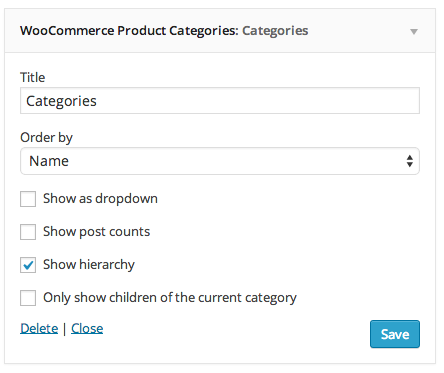 WooCommerce Product Categories: Categories
Title
Categories
Order by
Name
Show as dropdown
Show post counts
Show hierarchy
Only show children of the current category
Delete | Close
Save